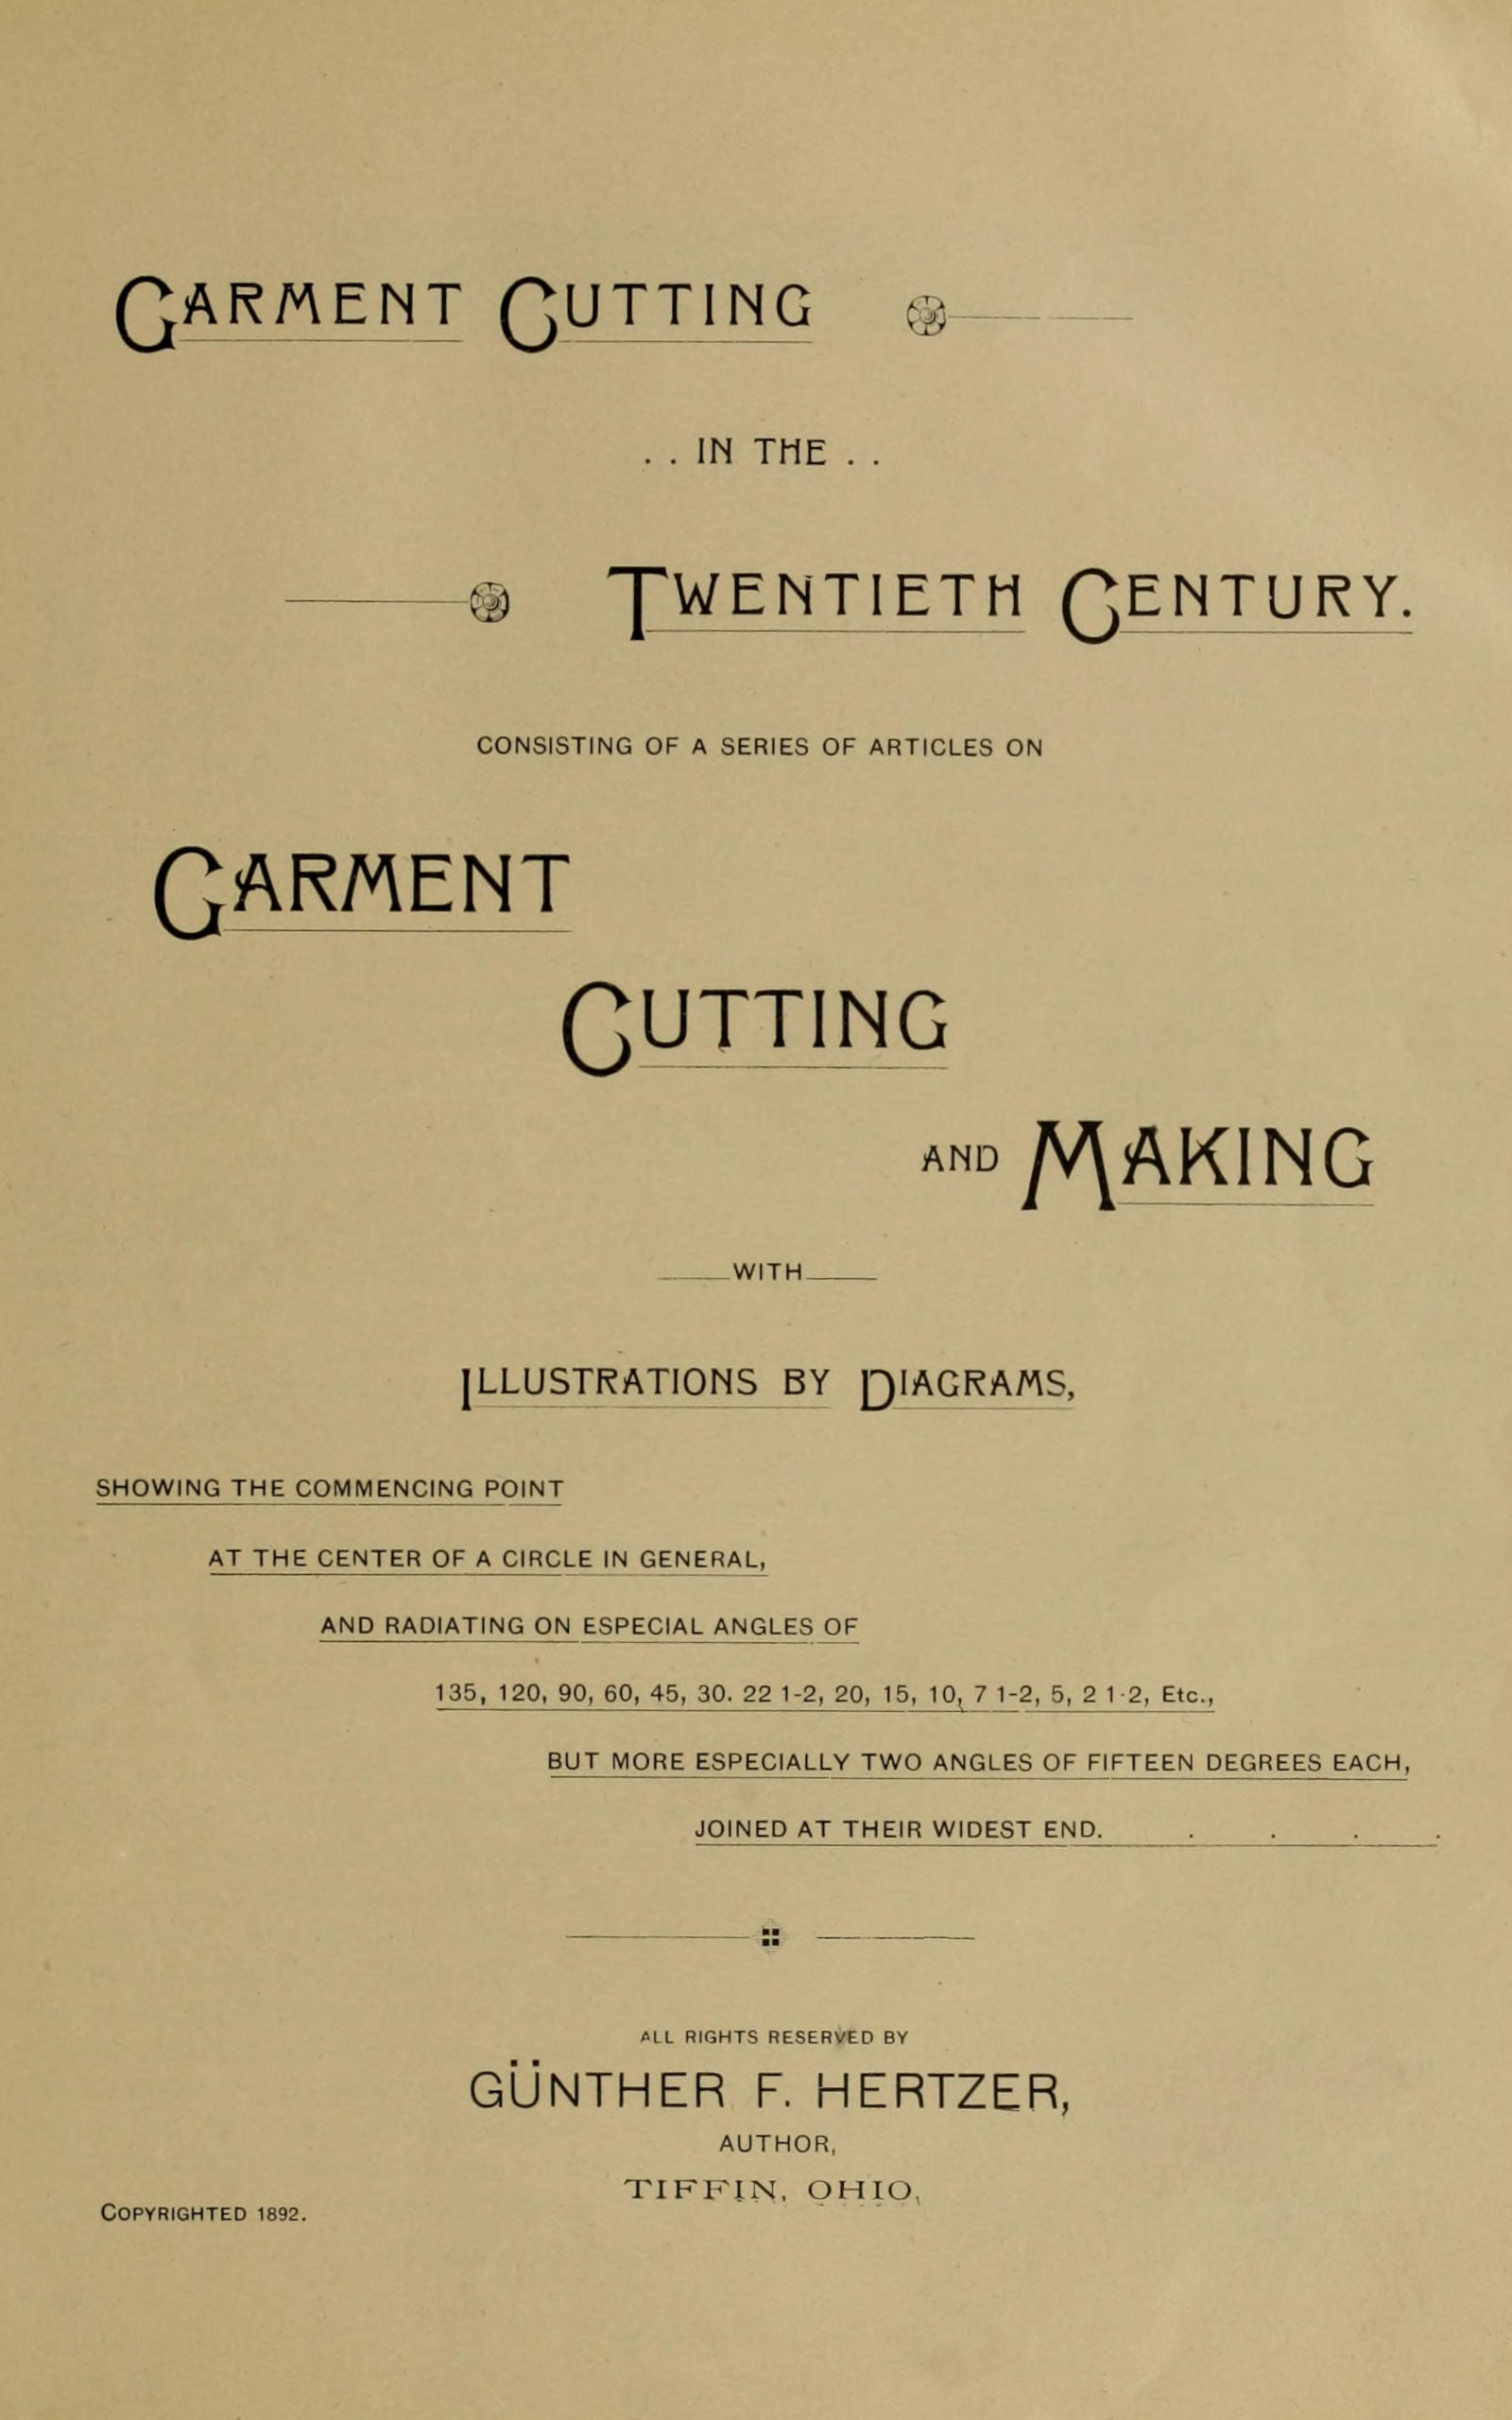 GARMENT CUTTING
. . IN THE . .
TWENTIETH CENTURY.
CONSISTING OF A SERIES OF ARTICLES ON
GARMENT
CUTTING
AND MAKING
WITH
ILLUSTRATIONS BY DIAGRAMS,
SHOWING THE COMMENCING POINT
AT THE CENTER OF A CIRCLE IN GENERAL,
AND RADIATING ON ESPECIAL ANGLES OF
135, 120, 90, 60, 45, 30. 22 1-2, 20, 15, 10, 7 1-2, 5, 2 1-2, Etc.,
BUT MORE ESPECIALLY TWO ANGLES OF FIFTEEN DEGREES EACH,
JOINED AT THEIR WIDEST END. . . . .
ALL RIGHTS RESERVED BY
GÜNTHER F. HERTZER,
AUTHOR,
TIFFIN, OHIO,
COPYRIGHTED 1892.